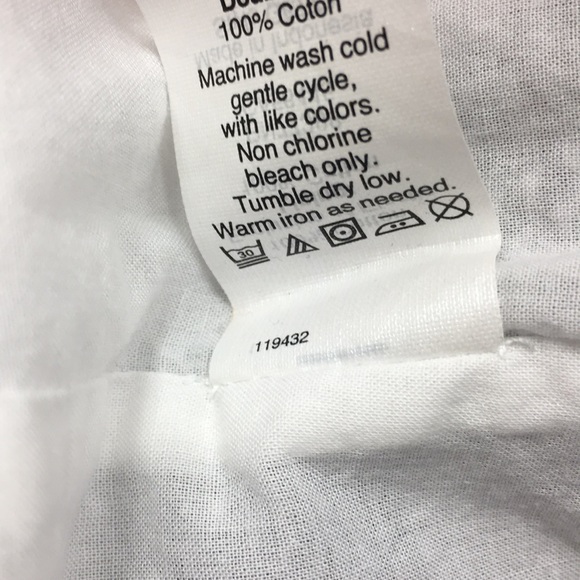 100% Coton
Machine wash cold
gentle cycle,
with like colors.
Non chlorine
bleach only.
Tumble dry low.
Warm iron as needed.
30
119432